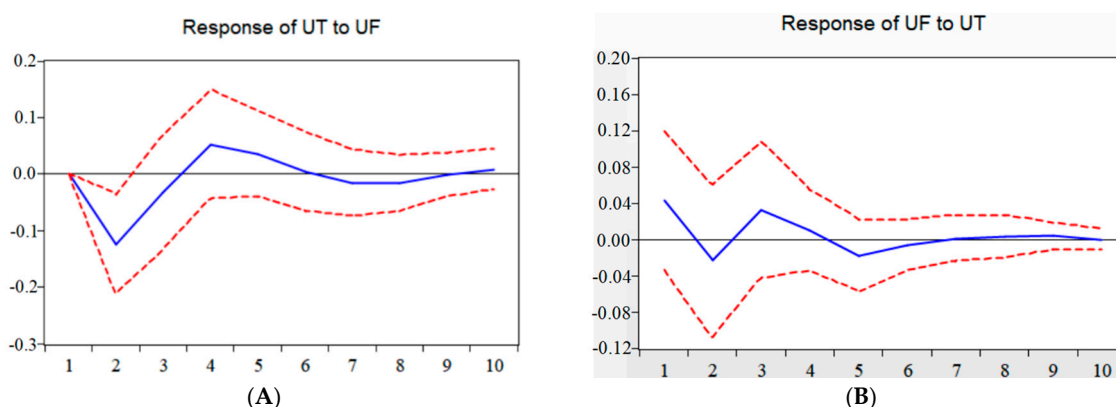 Response of UT to UF
0.2
0.1
0.0
-0.1
-0.2
-0.3
1 2 3 4 5 6 7 8 9 10
(A)
Response of UF to UT
0.20
0.16
0.12
0.08
0.04
0.00
-0.04
-0.08
-0.12
1 2 3 4 5 6 7 8 9 10
(B)